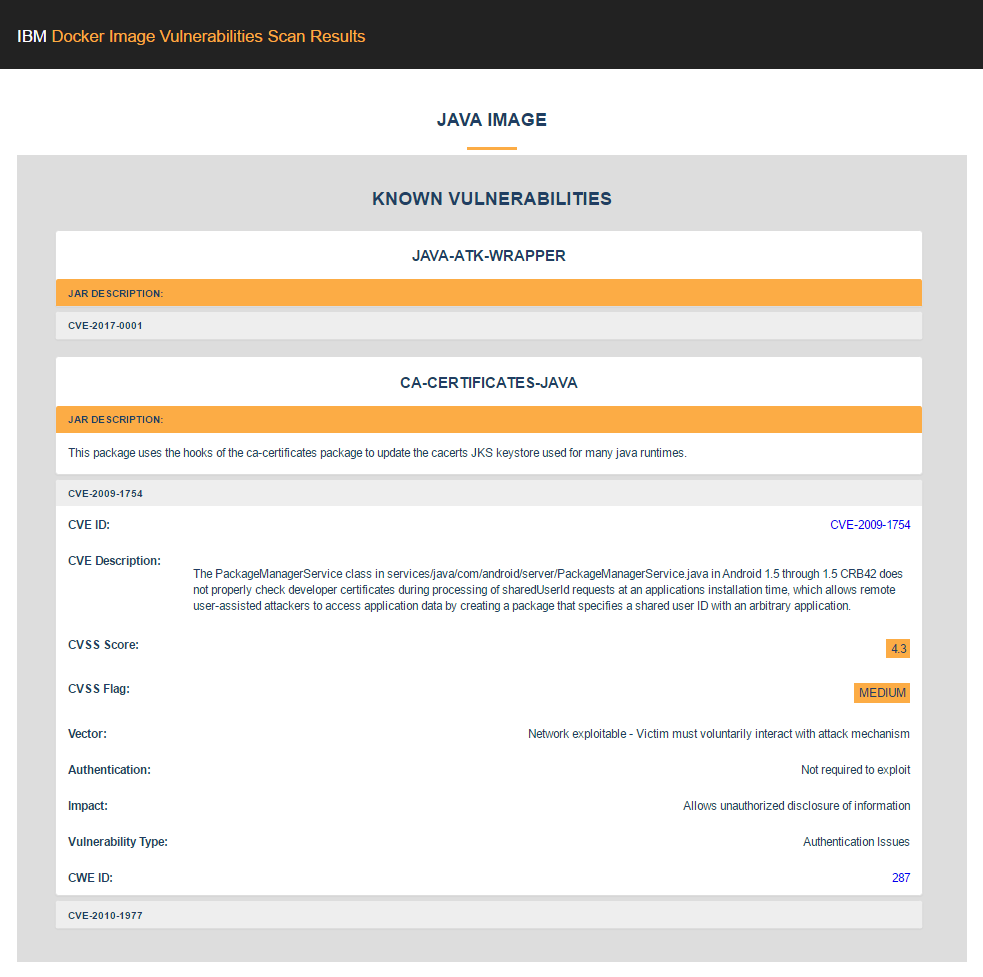 IBM Docker Image Vulnerabilities Scan Results
JAVA IMAGE
KNOWN VULNERABILITIES
JAVA-ATK-WRAPPER
JAR DESCRIPTION:
CVE-2017-0001
CA-CERTIFICATES-JAVA
JAR DESCRIPTION:
This package uses the hooks of the ca-certificates package to update the cacerts JKS keystore used for many java runtimes.
CVE-2009-1754
CVE ID: CVE-2009-1754
CVE Description:
The PackageManagerService class in services/java/com/android/server/PackageManagerService.java in Android 1.5 through 1.5 CRB42 does
not properly check developer certificates during processing of sharedUserId requests at an applications installation time, which allows remote
user-assisted attackers to access application data by creating a package that specifies a shared user ID with an arbitrary application.
CVSS Score: 4.3
CVSS Flag: MEDIUM
Vector: Network exploitable - Victim must voluntarily interact with attack mechanism
Authentication: Not required to exploit
Impact: Allows unauthorized disclosure of information
Vulnerability Type: Authentication Issues
CWE ID: 287
CVE-2010-1977